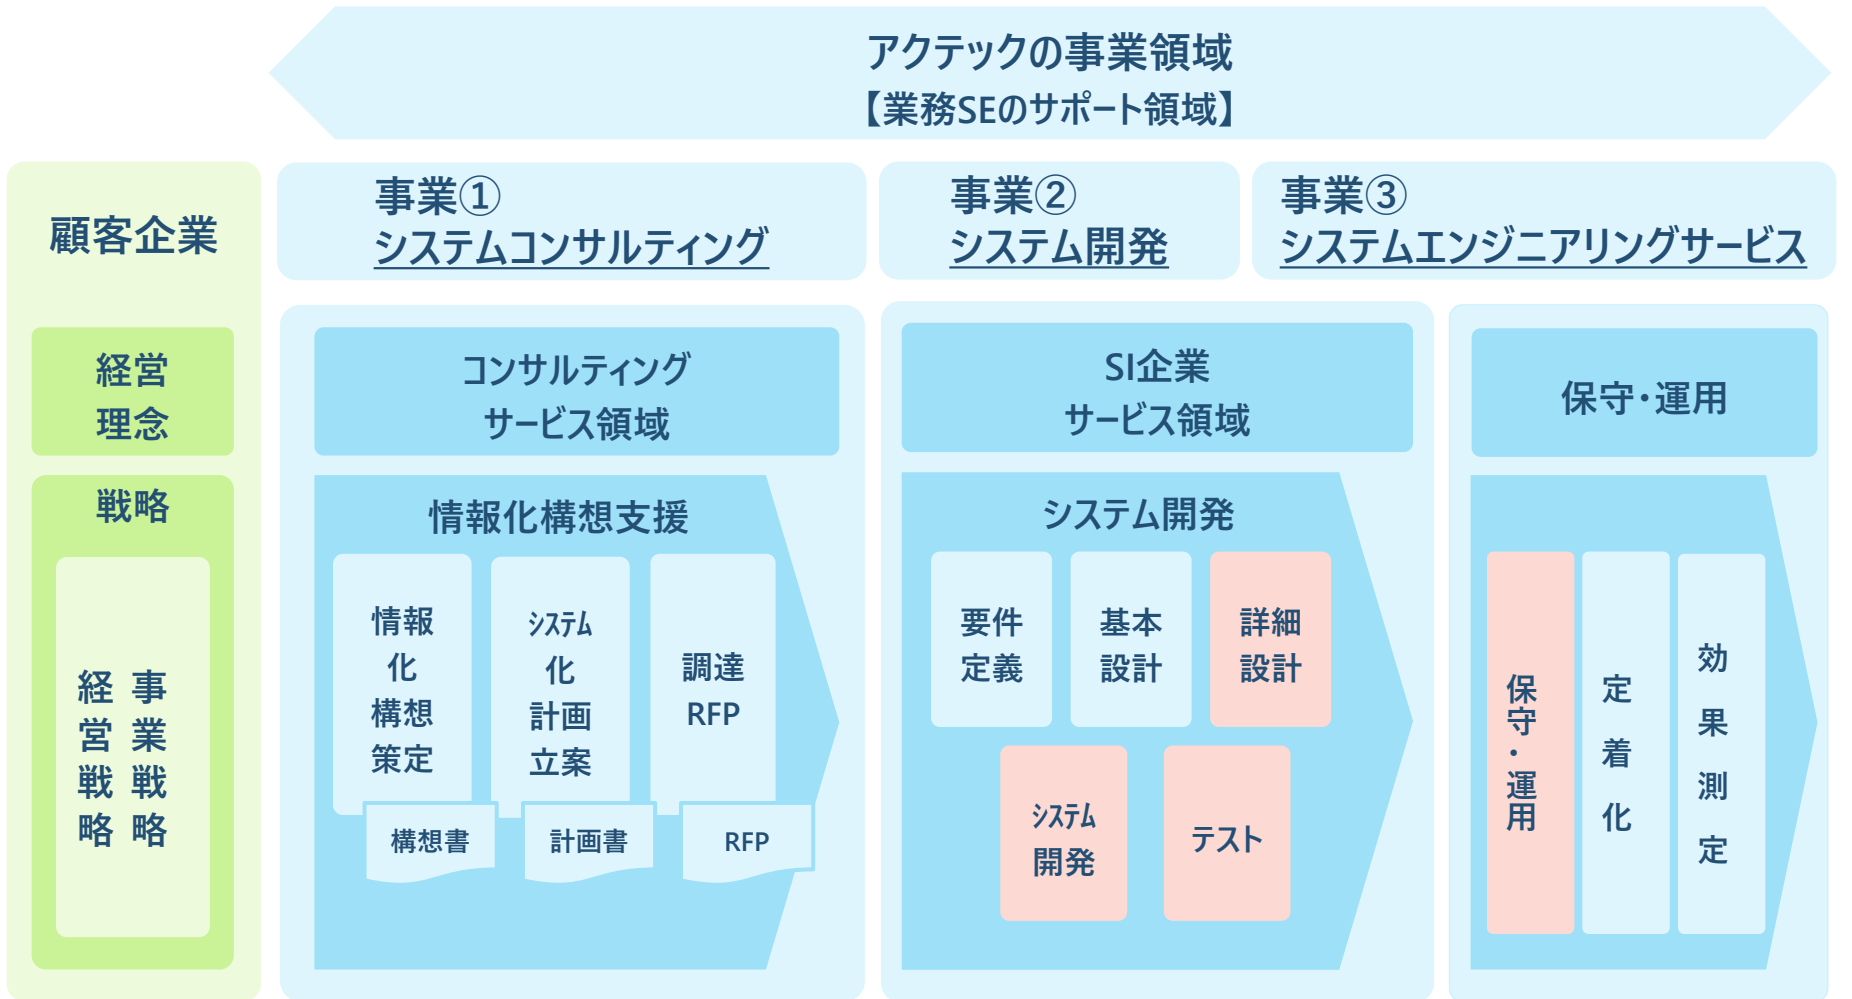 アクテックの事業領域
【業務SEのサポート領域】
顧客企業
事業①
システムコンサルティング
事業②
システム開発
事業③
システムエンジニアリングサービス
経営
理念
戦略
経営戦略
事業戦略
コンサルティング
サービス領域
情報化構想支援
情報
化
構想
策定
システム
化
計画
立案
調達
RFP
構想書
計画書
RFP
SI企業
サービス領域
システム開発
要件
定義
基本
設計
詳細
設計
システム
開発
テスト
保守・運用
保守・運用
定着化
効果測定